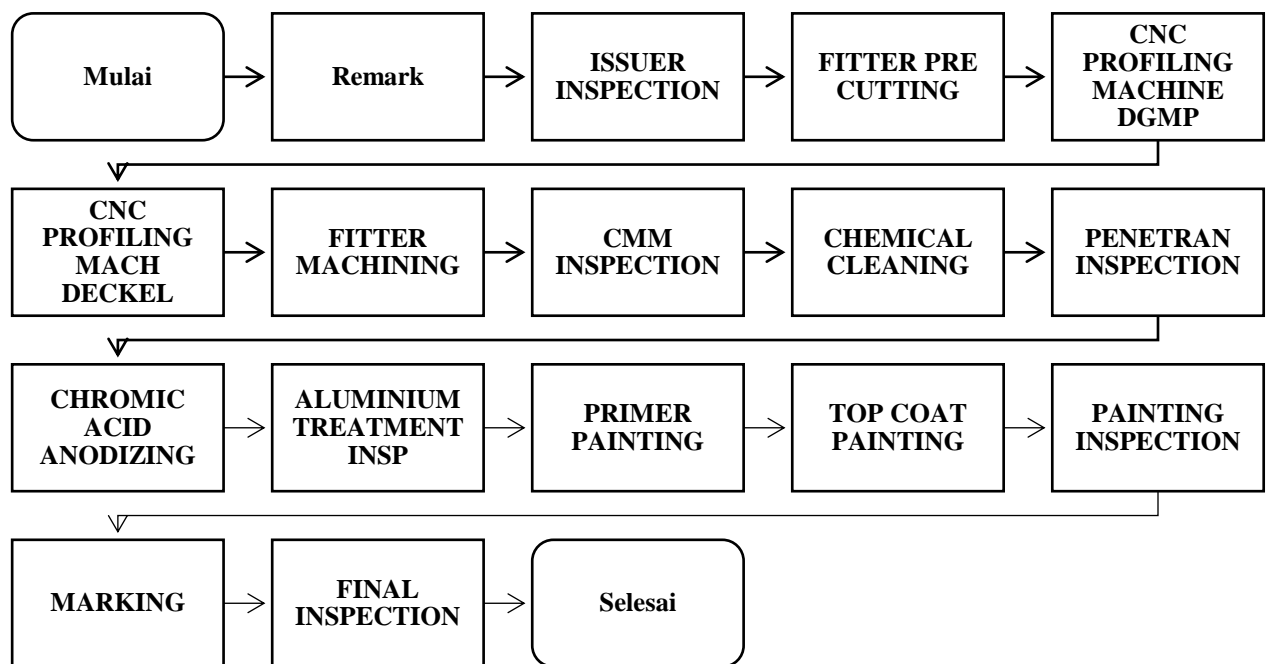 Mulai
Remark
ISSUER
INSPECTION
FITTER PRE
CUTTING
CNC
PROFILING
MACHINE
DGMP
CNC
PROFILING
MACH
DECKEL
FITTER
MACHINING
CMM
INSPECTION
CHEMICAL
CLEANING
PENETRAN
INSPECTION
CHROMIC
ACID
ANODIZING
ALUMINIUM
TREATMENT
INSP
PRIMER
PAINTING
TOP COAT
PAINTING
PAINTING
INSPECTION
MARKING
FINAL
INSPECTION
Selesai